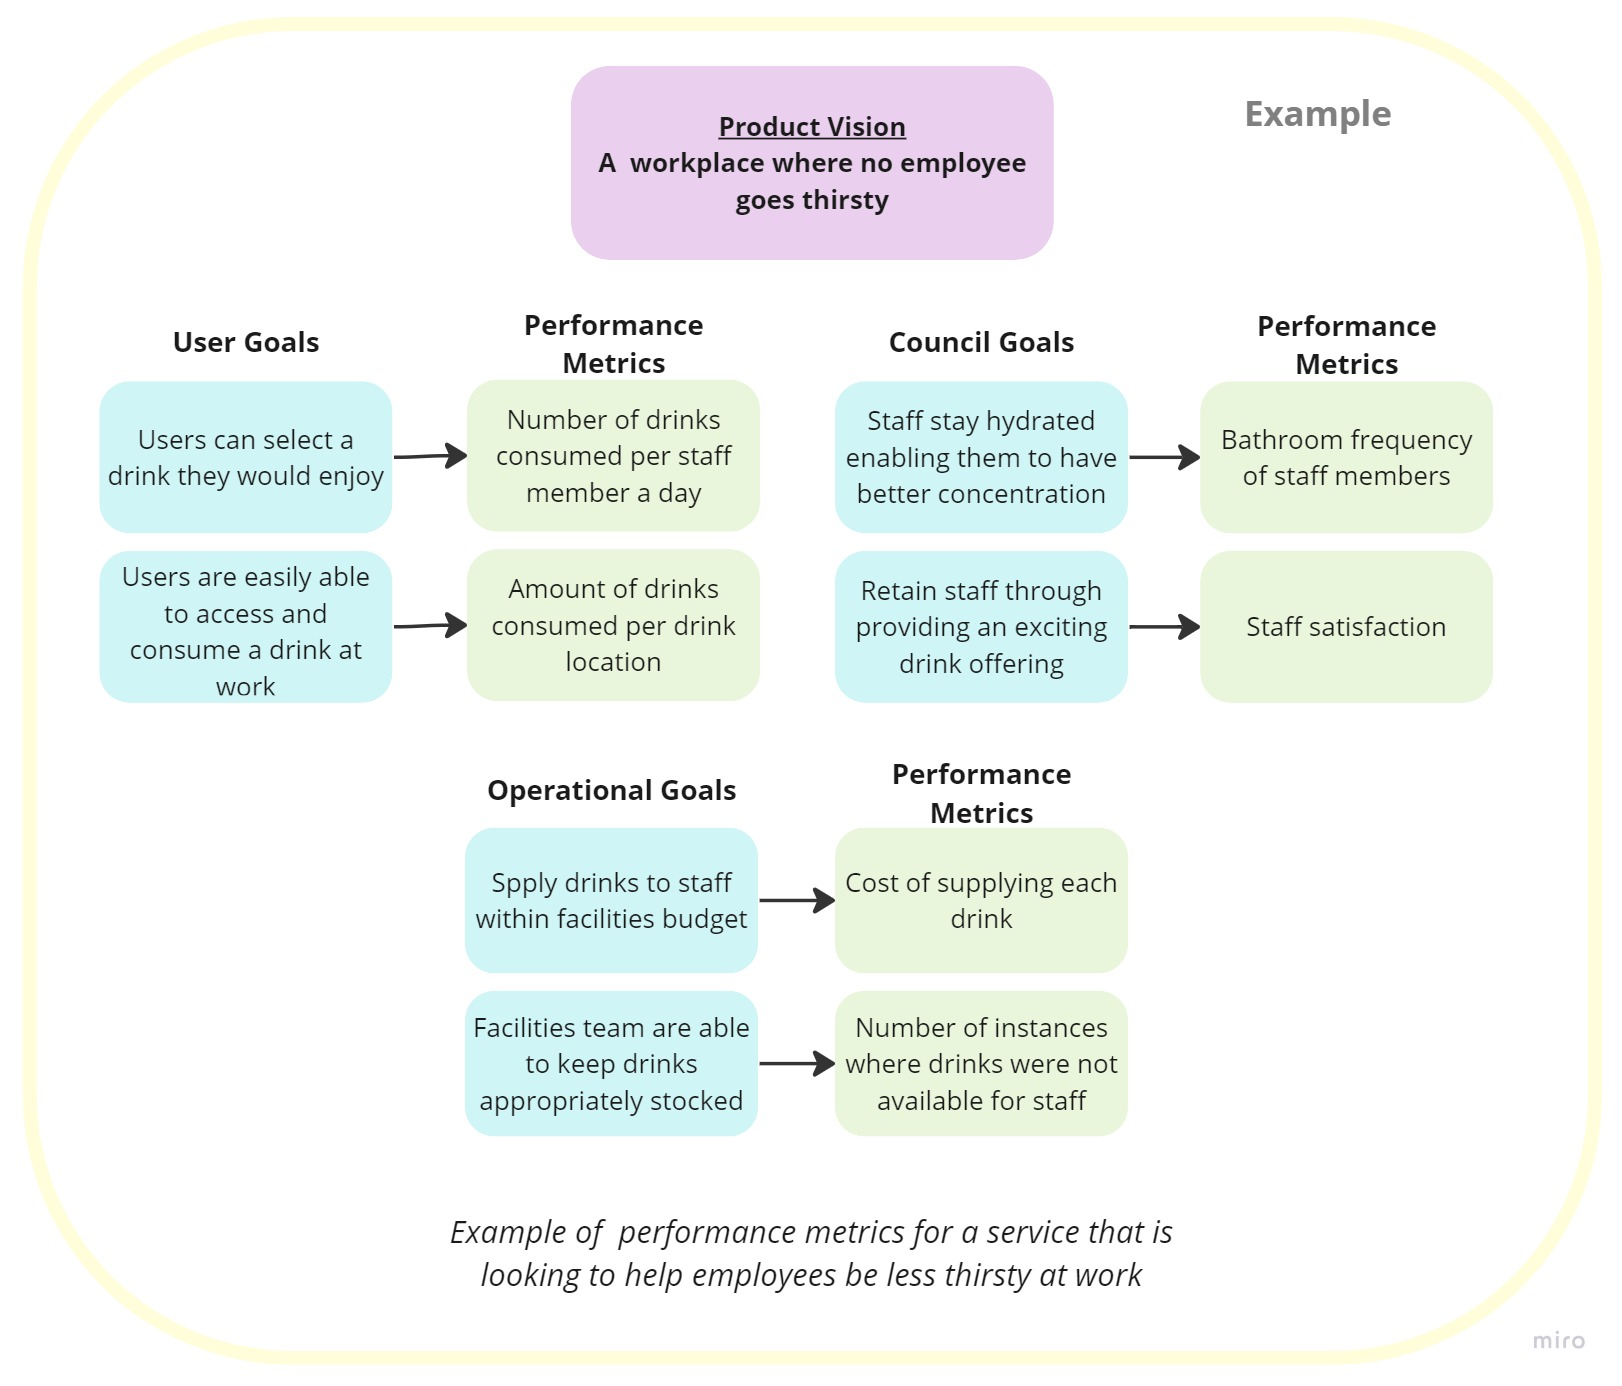 Example
Product Vision
A workplace where no employee
goes thirsty
User Goals
Performance
Metrics
Users can select a
drink they would enjoy
Number of drinks
consumed per staff
member a day
Users are easily able
to access and
consume a drink at
work
Amount of drinks
consumed per drink
location
Council Goals
Performance
Metrics
Staff stay hydrated
enabling them to have
better concentration
Bathroom frequency
of staff members
Retain staff through
providing an exciting
drink offering
Staff satisfaction
Operational Goals
Performance
Metrics
Spply drinks to staff
within facilities budget
Cost of supplying each
drink
Facilities team are able
to keep drinks
appropriately stocked
Number of instances
where drinks were not
available for staff
Example of performance metrics for a service that is
looking to help employees be less thirsty at work
miro